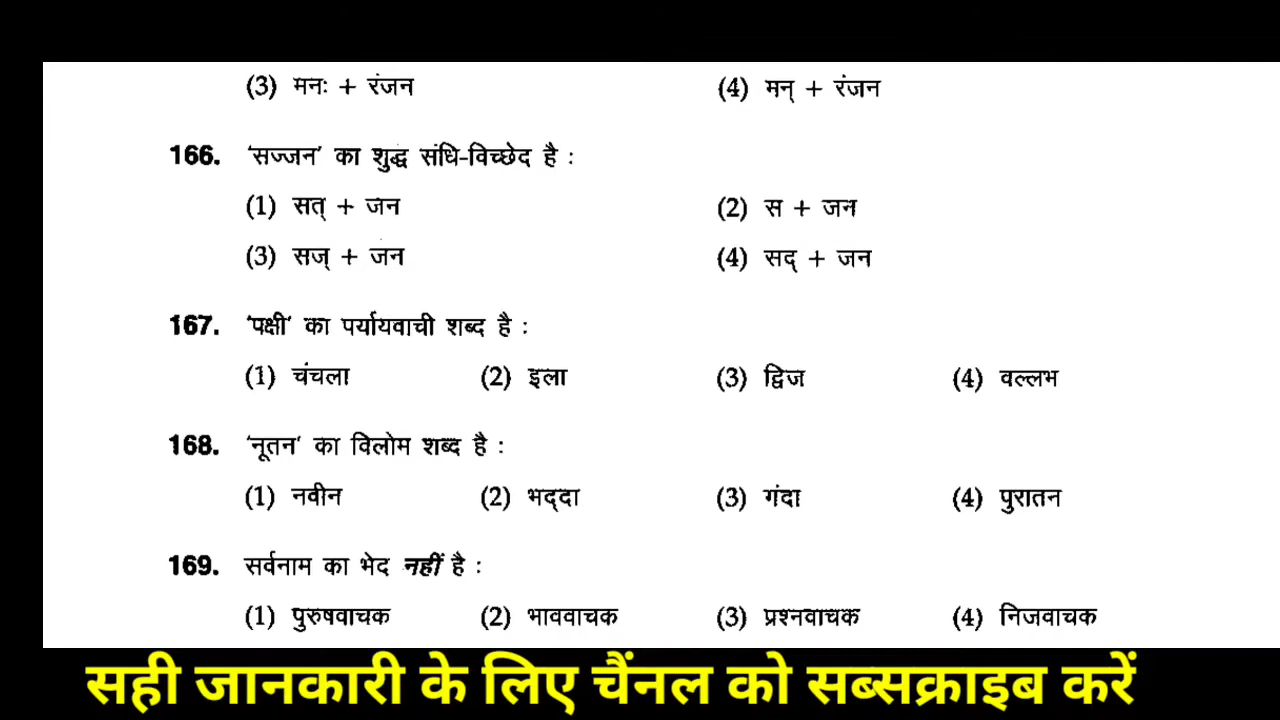 (3) मनः + रंजन (4) मन् + रंजन
166. 'सज्जन' का शुद्ध संधि-विच्छेद है :
(1) सत् + जन (2) स + जन
(3) सज् + जन (4) सद् + जन
167. 'पक्षी' का पर्यायवाची शब्द है :
(1) चंचला (2) इला (3) द्विज (4) वल्लभ
168. 'नूतन' का विलोम शब्द है :
(1) नवीन (2) भद्‌दा (3) गंदा (4) पुरातन
169. सर्वनाम का भेद नहीं है :
(1) पुरुषवाचक (2) भाववाचक (3) प्रश्नवाचक (4) निजवाचक
सही जानकारी के लिए चैंनल को सब्सक्राइब करें